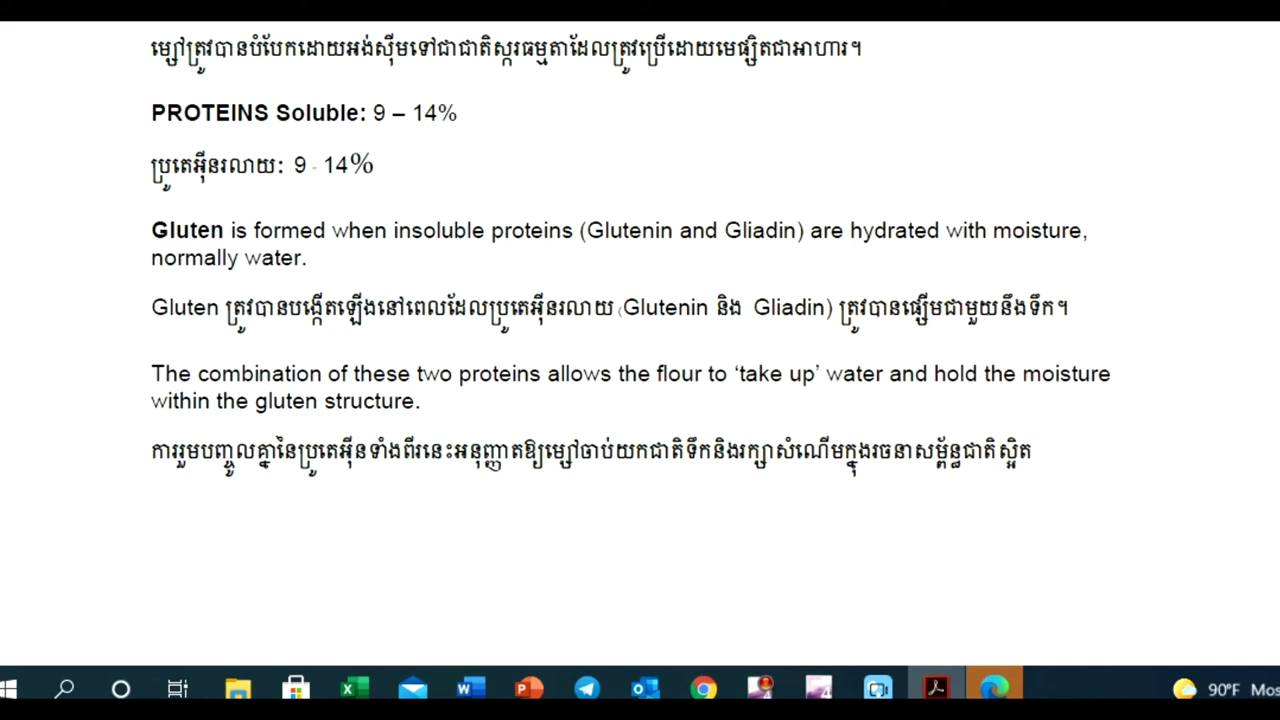 ម្សៅត្រូវបានបំបែកដោយអង់ស៊ីមទៅជាជាតិស្ករធម្មតាដែលត្រូវប្រើដោយមេផ្សិតជាអាហារ។
PROTEINS Soluble: 9 – 14%
ប្រូតេអ៊ីនរលាយ: 9 - 14%
Gluten is formed when insoluble proteins (Glutenin and Gliadin) are hydrated with moisture,
normally water.
Gluten ត្រូវបានបង្កើតឡើងនៅពេលដែលប្រូតេអ៊ីនរលាយ (Glutenin និង Gliadin) ត្រូវបានផ្សើមជាមួយនឹងទឹក។
The combination of these two proteins allows the flour to ‘take up’ water and hold the moisture
within the gluten structure.
ការរួមបញ្ចូលគ្នានៃប្រូតេអ៊ីនទាំងពីរនេះអនុញ្ញាតឱ្យម្សៅចាប់យកជាតិទឹកនិងរក្សាសំណើមក្នុងរចនាសម្ព័ន្ធជាតិស្អិត
90°F Mos